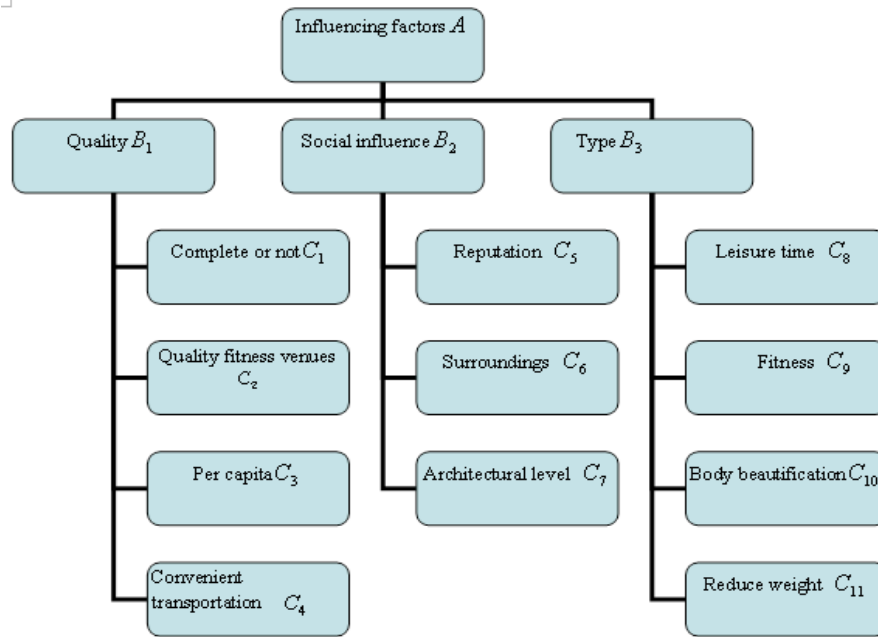 Influencing factors A
Quality B₁
Social influence B₂
Type B₃
Complete or not C₁
Reputation C₅
Leisure time C₈
Quality fitness venues
C₂
Surroundings C₆
Fitness C₉
Per capita C₃
Architectural level C₇
Body beautification C₁₀
Convenient
transportation C₄
Reduce weight C₁₁